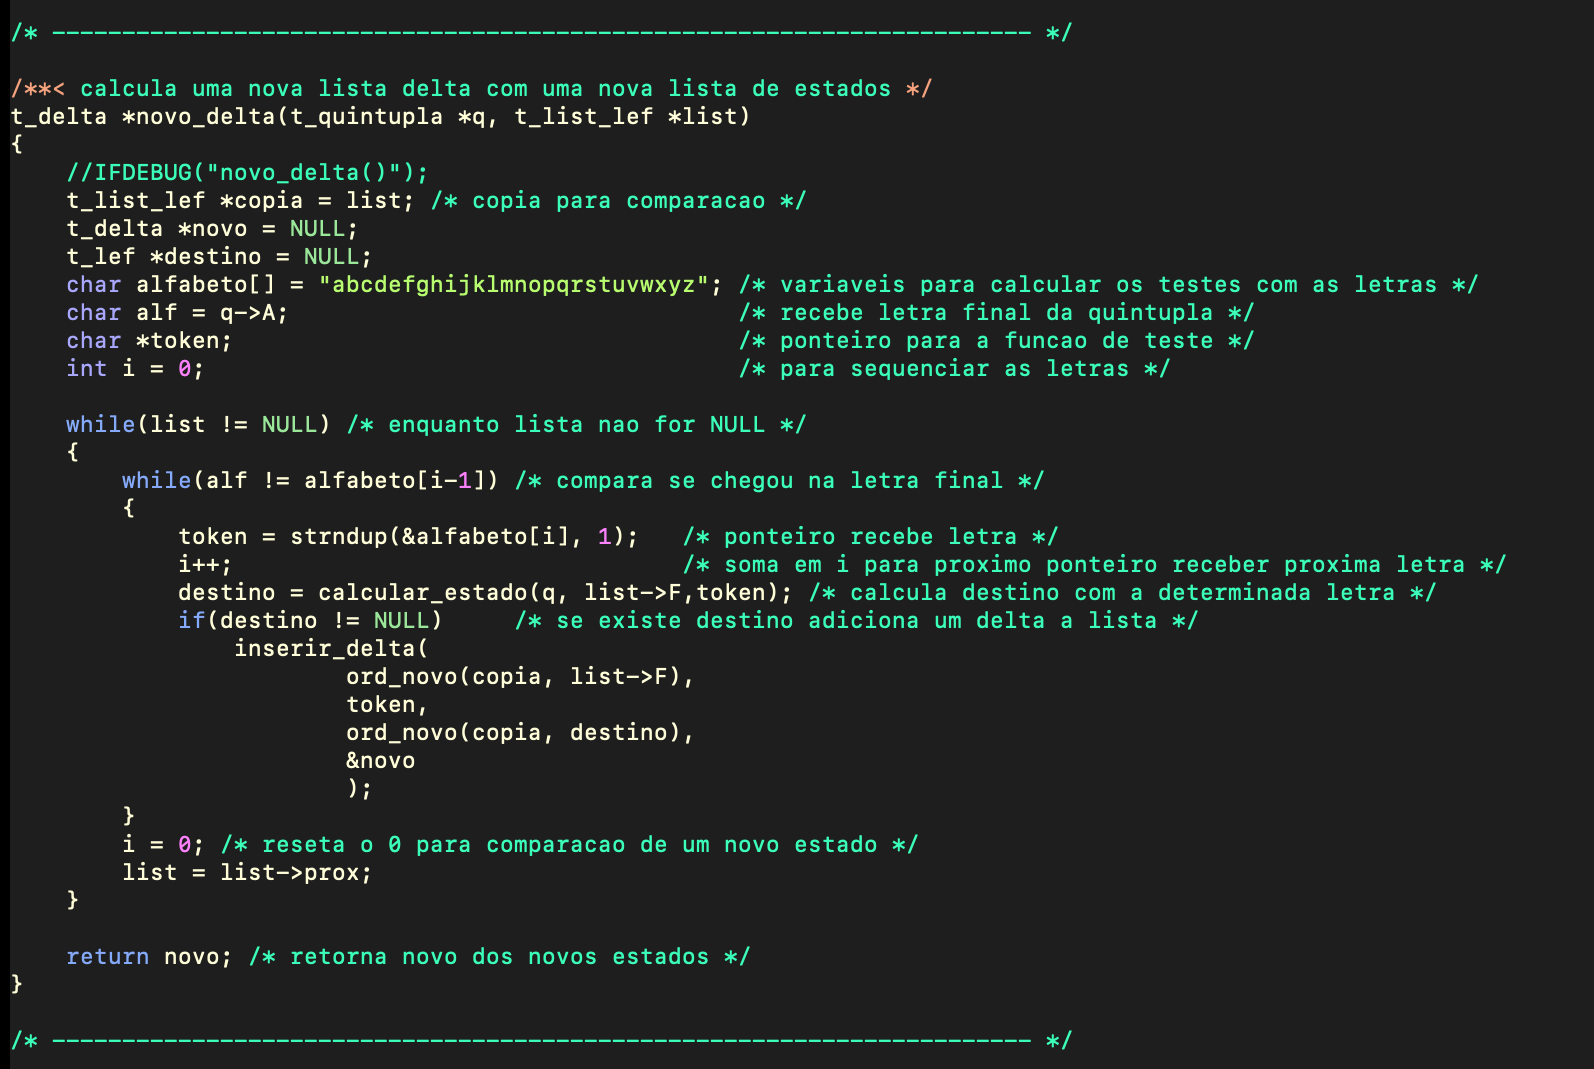 /* ---------------------------------------------------------------------- */
/**< calcula uma nova lista delta com uma nova lista de estados */
t_delta *novo_delta(t_quintupla *q, t_list_lef *list)
{
    //IFDEBUG("novo_delta()");
    t_list_lef *copia = list; /* copia para comparacao */
    t_delta *novo = NULL;
    t_lef *destino = NULL;
    char alfabeto[] = "abcdefghijklmnopqrstuvwxyz"; /* variaveis para calcular os testes com as letras */
    char alf = q->A;                                /* recebe letra final da quintupla */
    char *token;                                    /* ponteiro para a funcao de teste */
    int i = 0;                                      /* para sequenciar as letras */
    while(list != NULL) /* enquanto lista nao for NULL */
    {
        while(alf != alfabeto[i-1]) /* compara se chegou na letra final */
        {
            token = strndup(&alfabeto[i], 1);   /* ponteiro recebe letra */
            i++;                                /* soma em i para proximo ponteiro receber proxima letra */
            destino = calcular_estado(q, list->F,token); /* calcula destino com a determinada letra */
            if(destino != NULL)     /* se existe destino adiciona um delta a lista */
                inserir_delta(
                        ord_novo(copia, list->F),
                        token,
                        ord_novo(copia, destino),
                        &novo
                        );
        }
        i = 0; /* reseta o 0 para comparacao de um novo estado */
        list = list->prox;
    }
    return novo; /* retorna novo dos novos estados */
}
/* ---------------------------------------------------------------------- */